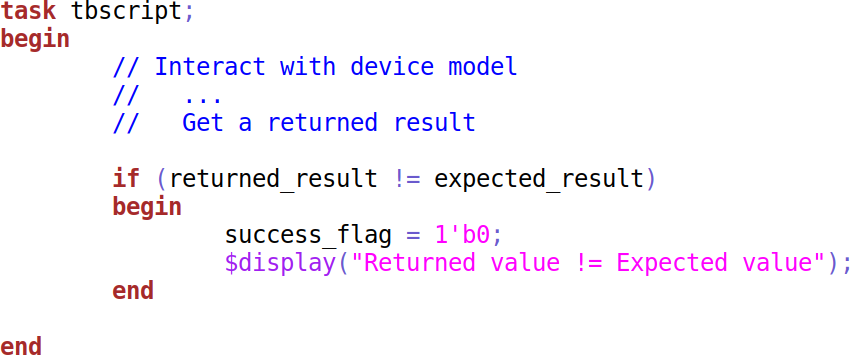 task tbscript;
begin
        // Interact with device model
        //   ...
        //   Get a returned result

        if (returned_result != expected_result)
        begin
                success_flag = 1'b0;
                $display("Returned value != Expected value");
        end

end